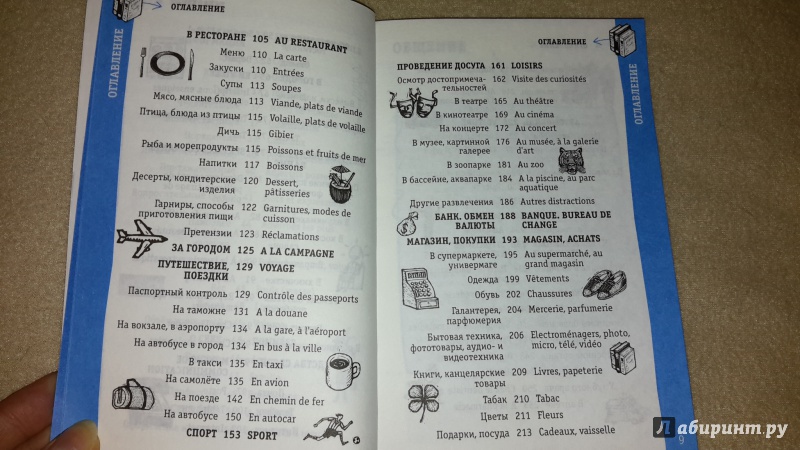 ОГЛАВЛЕНИЕ
ОГЛАВЛЕНИЕ
В РЕСТОРАНЕ 105 AU RESTAURANT
Меню 110 La carte
Закуски 110 Entrées
Супы 113 Soupes
Мясо, мясные блюда 113 Viande, plats de viande
Птица, блюда из птицы 115 Volaille, plats de volaille
Дичь 115 Gibier
Рыба и морепродукты 115 Poissons et fruits de mer
Напитки 117 Boissons
Десерты, кондитерские 120 Dessert,
изделия pâtisseries
Гарниры, способы 122 Garnitures, modes de
приготовления пищи cuisson
Претензии 123 Réclamations
ЗА ГОРОДОМ 125 A LA CAMPAGNE
ПУТЕШЕСТВИЕ, 129 VOYAGE
ПОЕЗДКИ
Паспортный контроль 129 Contrôle des passeports
На таможне 131 A la douane
На вокзале, в аэропорту 134 A la gare, à l'aéroport
На автобусе в город 134 En bus à la ville
В такси 135 En taxi
На самолёте 135 En avion
На поезде 142 En chemin de fer
На автобусе 150 En autocar
СПОРТ 153 SPORT
ОГЛАВЛЕНИЕ
ОГЛАВЛЕНИЕ
ПРОВЕДЕНИЕ ДОСУГА 161 LOISIRS
Осмотр достопримеча- 162 Visite des curiosités
тельностей
В театре 165 Au théâtre
В кинотеатре 169 Au cinéma
На концерте 172 Au concert
В музее, картинной 176 Au musée, à la galerie
галерее d'art
В зоопарке 181 Au zoo
В бассейне, аквапарке 184 A la piscine, au parc
aquatique
Другие развлечения 186 Autres distractions
БАНК. ОБМЕН 188 BANQUE. BUREAU DE
ВАЛЮТЫ CHANGE
МАГАЗИН, ПОКУПКИ 193 MAGASIN, ACHATS
В супермаркете, 195 Au supermarché, au
универмаге grand magasin
Одежда 199 Vêtements
Обувь 202 Chaussures
Галантерея, 204 Mercerie, parfumerie
парфюмерия
Бытовая техника, 206 Electroménagers, photo,
фототовары, аудио- и micro, télé, vidéo
видеотехника
Книги, канцелярские 209 Livres, papeterie
товары
Табак 210 Tabac
Цветы 211 Fleurs
Подарки, посуда 213 Cadeaux, vaisselle
9
Лабиринт.ру